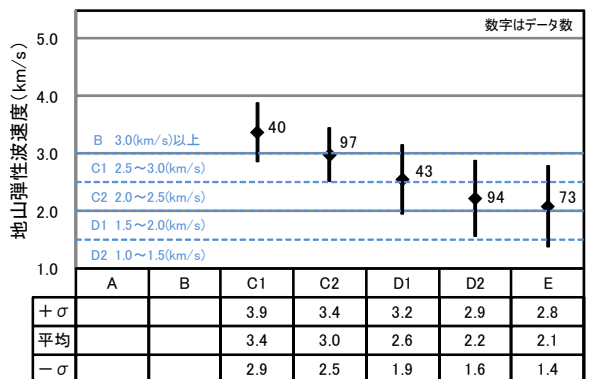 数字はデータ数
地山弾性波速度(km/s)
5.0
4.0
3.0
2.0
1.0
B 3.0(km/s)以上
C1 2.5～3.0(km/s)
C2 2.0～2.5(km/s)
D1 1.5～2.0(km/s)
D2 1.0～1.5(km/s)
40
97
43
94
73
A B C1 C2 D1 D2 E
＋σ 3.9 3.4 3.2 2.9 2.8
平均 3.4 3.0 2.6 2.2 2.1
－σ 2.9 2.5 1.9 1.6 1.4